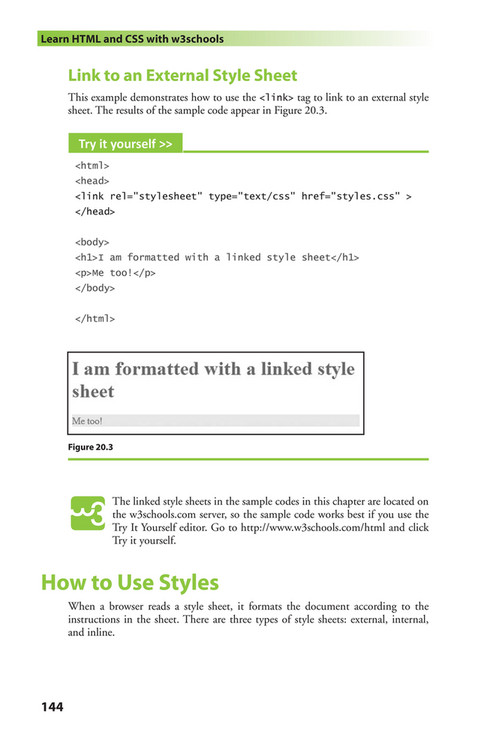 Learn HTML and CSS with w3schools
Link to an External Style Sheet
This example demonstrates how to use the <link> tag to link to an external style
sheet. The results of the sample code appear in Figure 20.3.
Try it yourself >>
<html>
<head>
<link rel="stylesheet" type="text/css" href="styles.css" >
</head>
<body>
<h1>I am formatted with a linked style sheet</h1>
<p>Me too!</p>
</body>
</html>
I am formatted with a linked style
sheet
Me too!
Figure 20.3
w3
The linked style sheets in the sample codes in this chapter are located on
the w3schools.com server, so the sample code works best if you use the
Try It Yourself editor. Go to http://www.w3schools.com/html and click
Try it yourself.
How to Use Styles
When a browser reads a style sheet, it formats the document according to the
instructions in the sheet. There are three types of style sheets: external, internal,
and inline.
144